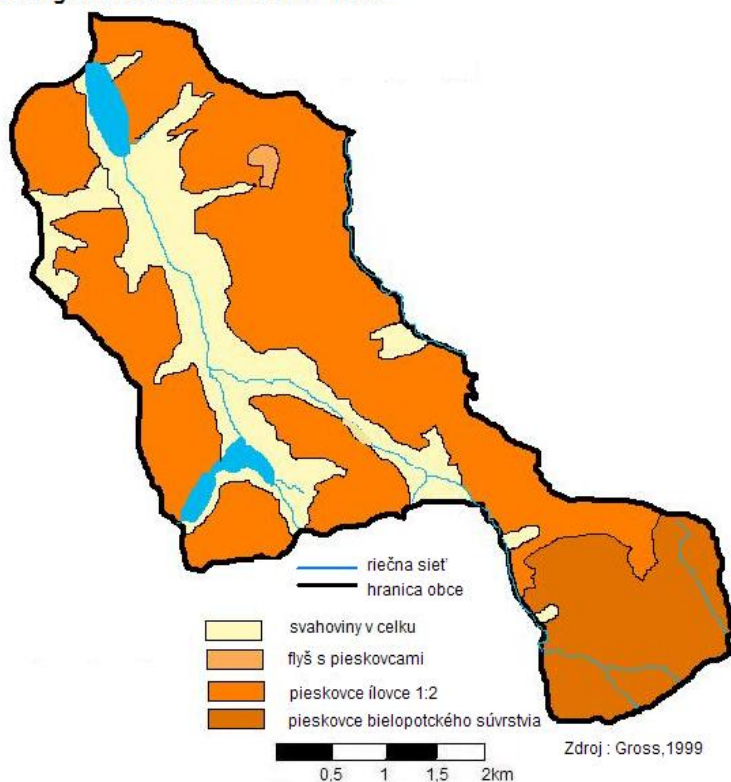 riečna sieť
hranica obce
svahoviny v celku
flyš s pieskovcami
pieskovce ílovce 1:2
pieskovce bielopotckého súvrstvia
Zdroj : Gross,1999
0,5 1 1,5 2km